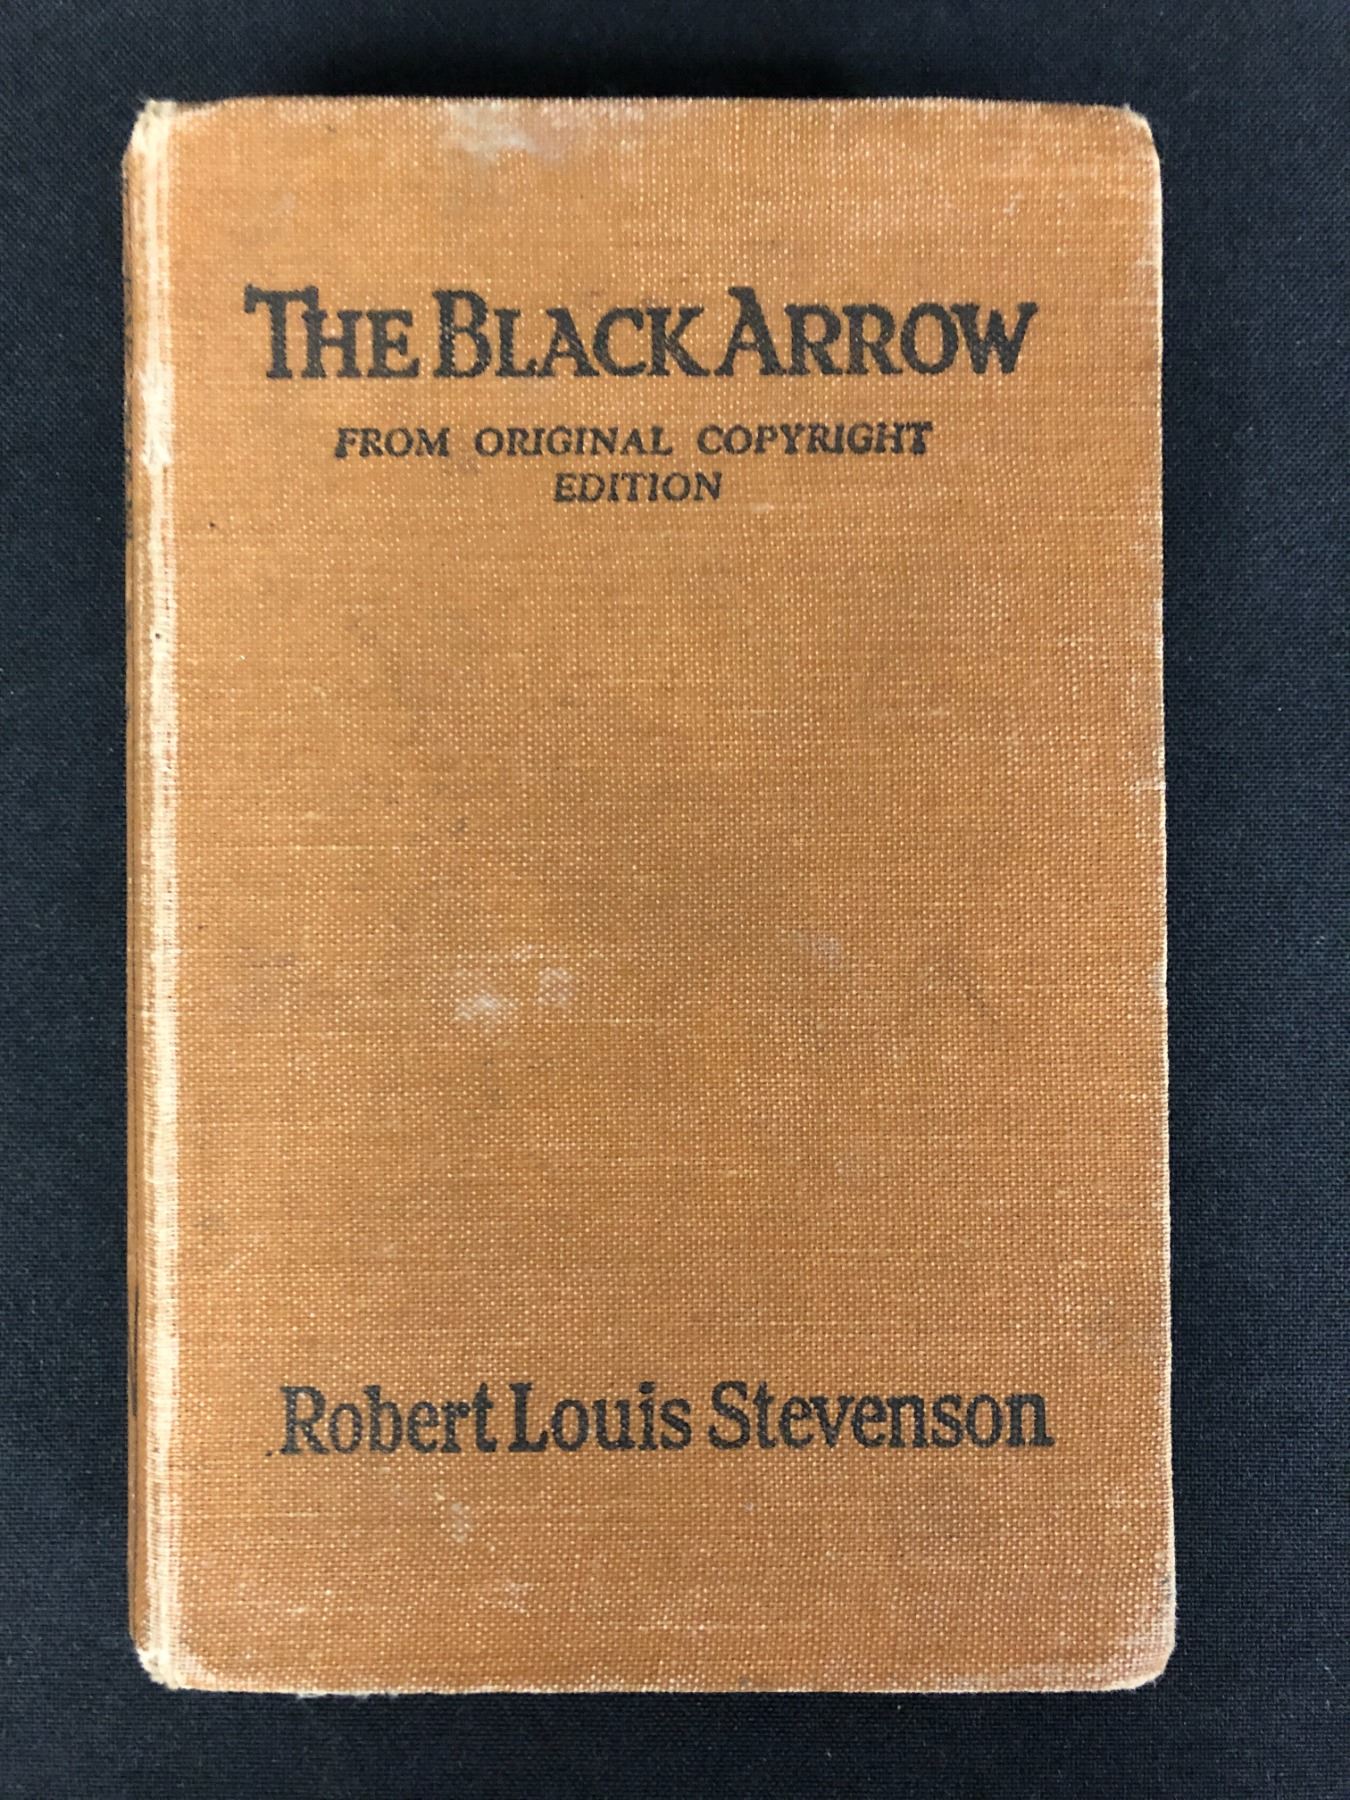 THE BLACK ARROW
FROM ORIGINAL COPYRIGHT
EDITION
Robert Louis Stevenson